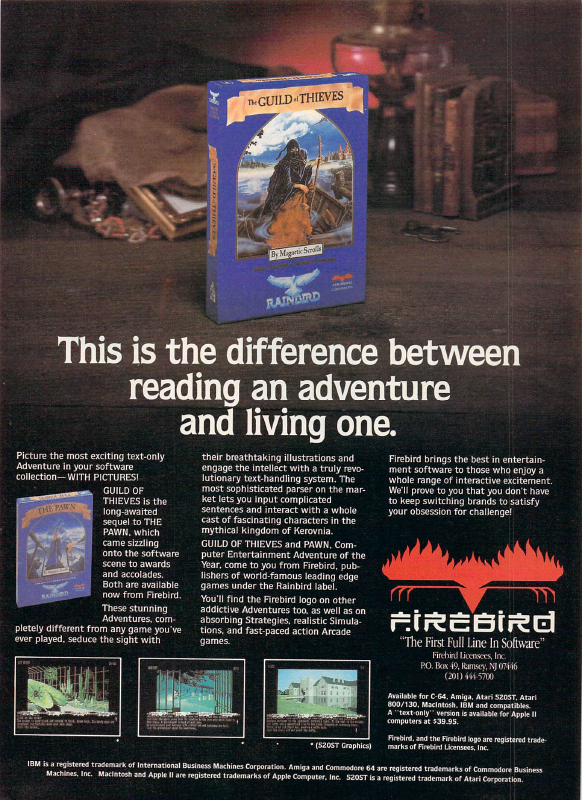 The GUILD of THIEVES
By Magnetic Scrolls
RAINBIRD
This is the difference between
reading an adventure
and living one.
Picture the most exciting text-only
Adventure in your software
collection—WITH PICTURES!
THE PAWN
GUILD OF
THIEVES is the
long-awaited
sequel to THE
PAWN, which
came sizzling
onto the software
scene to awards
and accolades.
Both are available
now from Firebird.
These stunning
Adventures, com-
pletely different from any game you've
ever played, seduce the sight with
their breathtaking illustrations and
engage the intellect with a truly revo-
lutionary text-handling system. The
most sophisticated parser on the mar-
ket lets you input complicated
sentences and interact with a whole
cast of fascinating characters in the
mythical kingdom of Kerovnia.
GUILD OF THIEVES and PAWN, Com-
puter Entertainment Adventure of the
Year, come to you from Firebird, pub-
lishers of world-famous leading edge
games under the Rainbird label.
You'll find the Firebird logo on other
addictive Adventures too, as well as on
absorbing Strategies, realistic Simula-
tions, and fast-paced action Arcade
games.
Firebird brings the best in entertain-
ment software to those who enjoy a
whole range of interactive excitement.
We'll prove to you that you don't have
to keep switching brands to satisfy
your obsession for challenge!
FIREBIRD
"The First Full Line In Software"
Firebird Licensees, Inc.
P.O. Box 49, Ramsey, NJ 07446
(201) 444-5700
Available for C-64, Amiga, Atari 520ST, Atari
800/130, Macintosh, IBM and compatibles.
A "text-only" version is available for Apple II
computers at $39.95.
Firebird, and the Firebird logo are registered trade-
marks of Firebird Licensees, Inc.
* (520ST Graphics)
IBM is a registered trademark of International Business Machines Corporation. Amiga and Commodore 64 are registered trademarks of Commodore Business
Machines, Inc. Macintosh and Apple II are registered trademarks of Apple Computer, Inc. 520ST is a registered trademark of Atari Corporation.